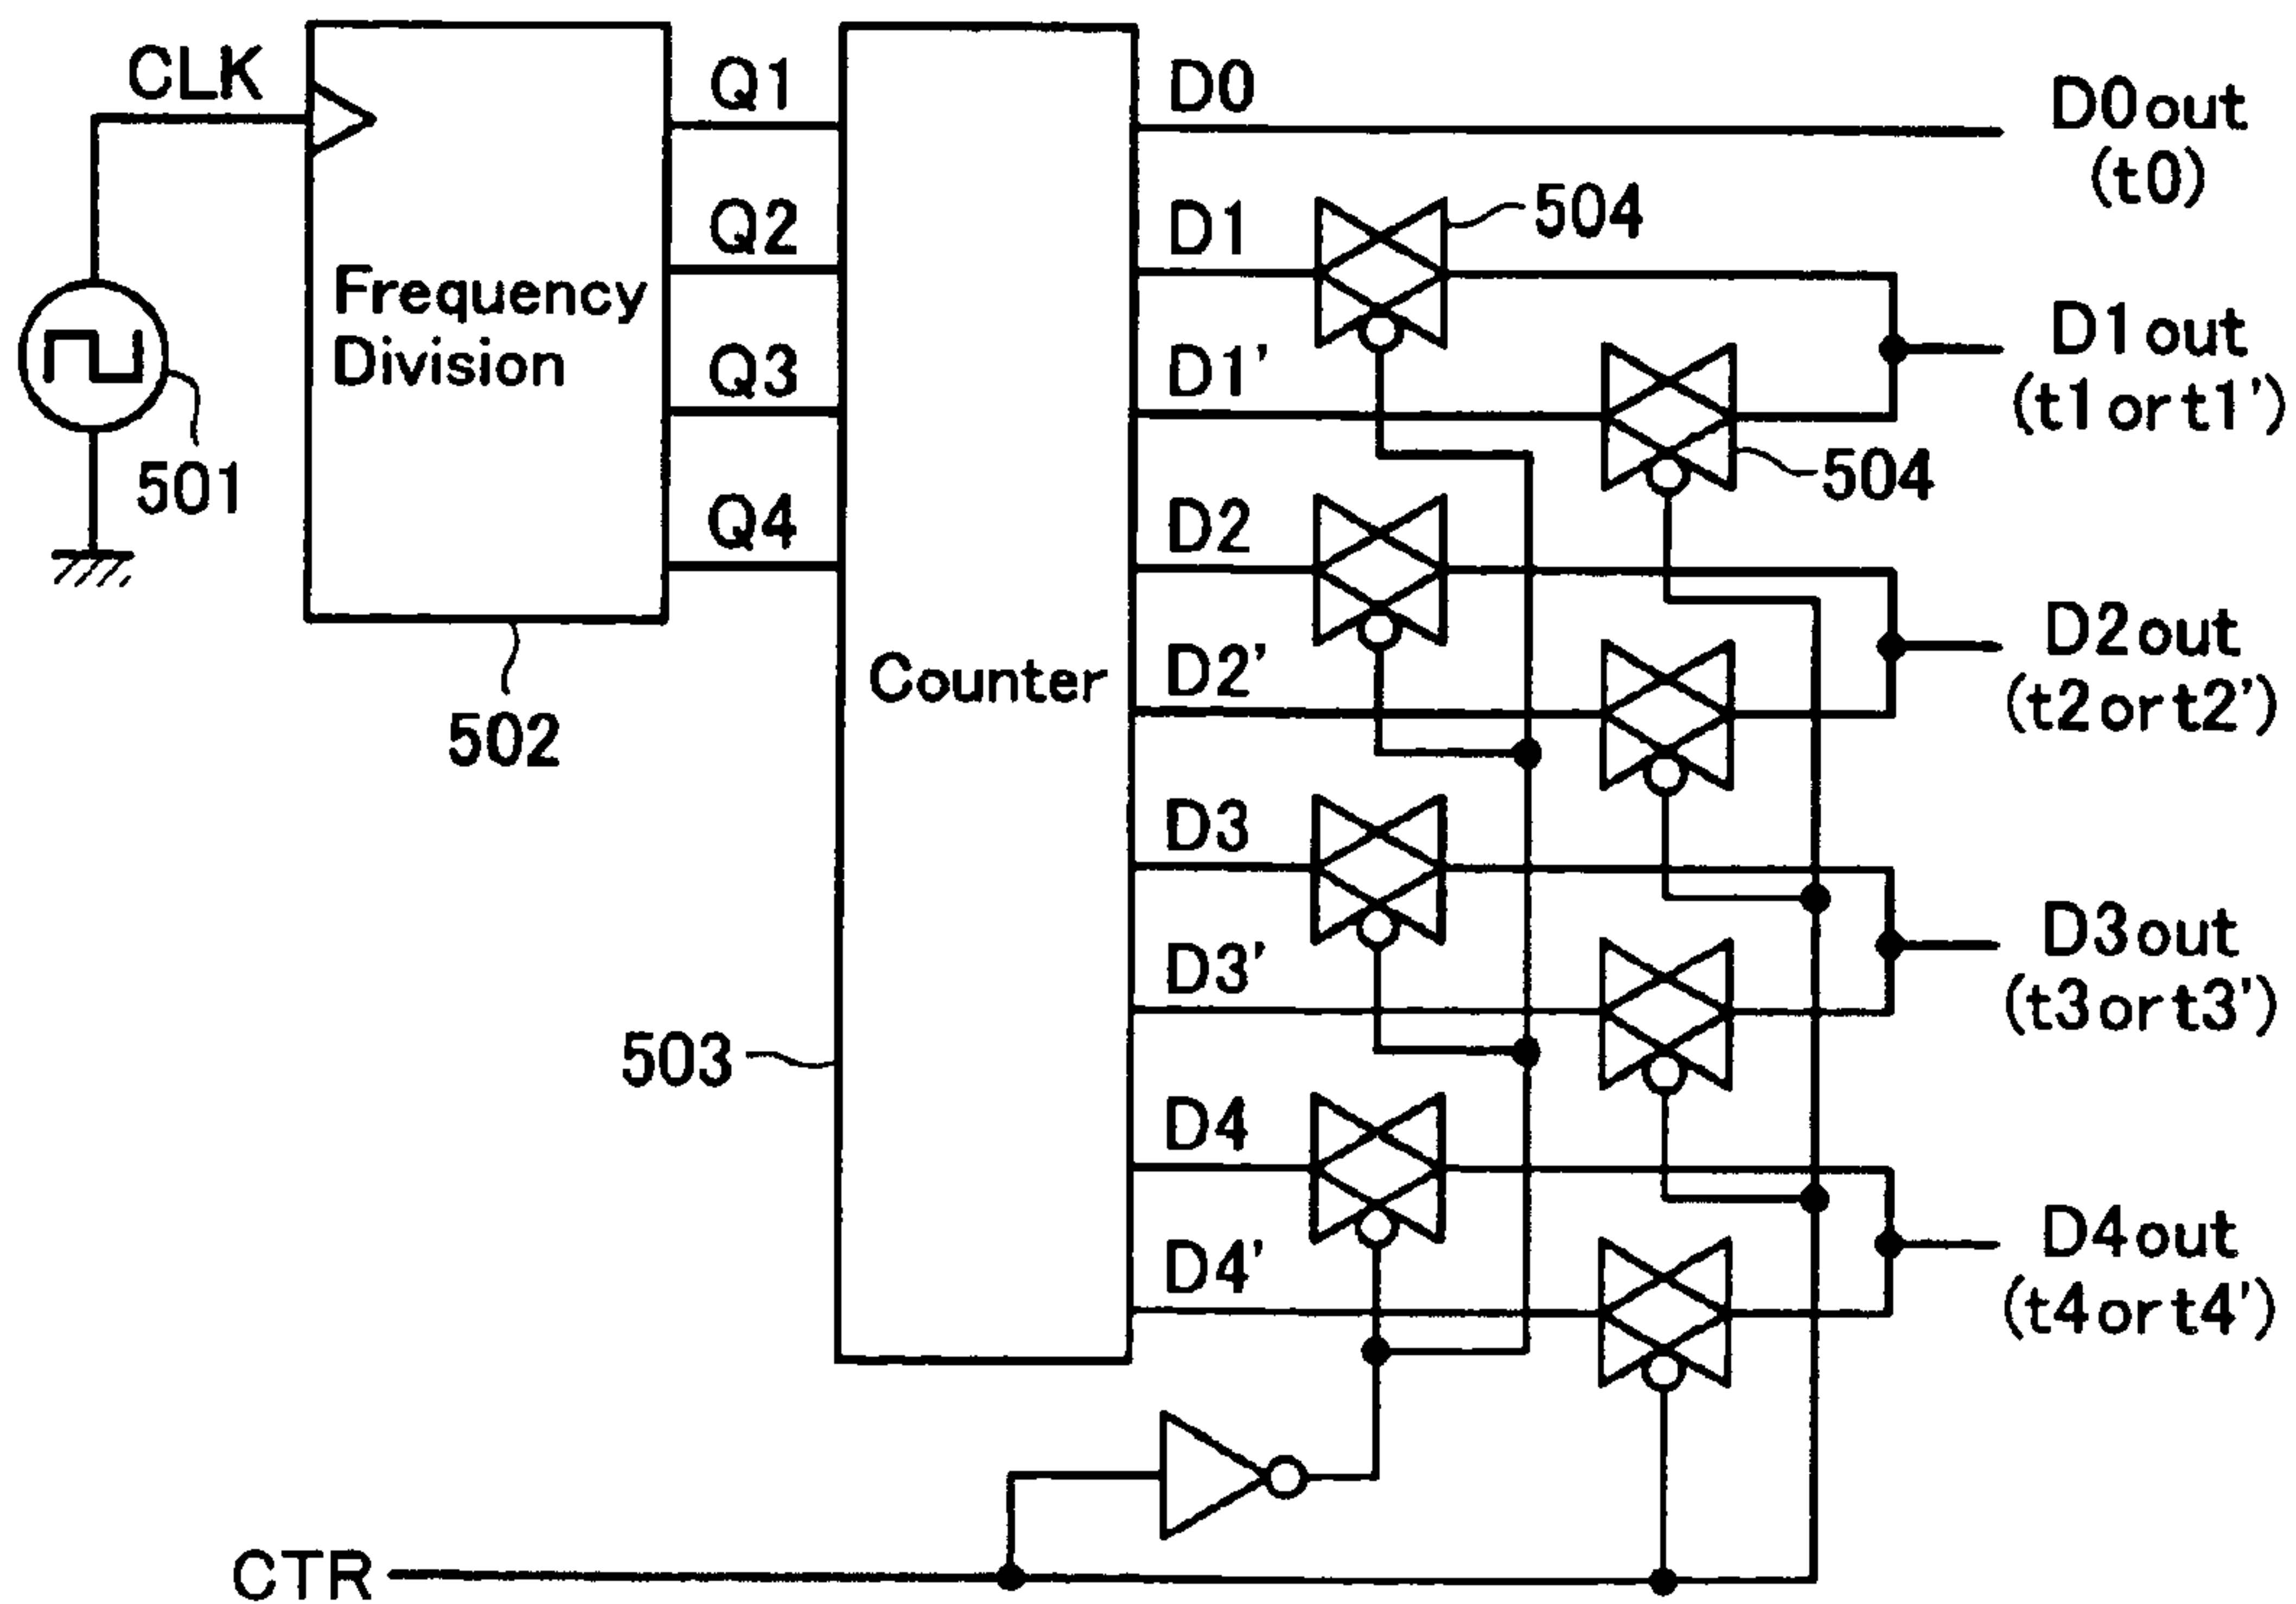 CLK
Q1
D0
D0out
(t0)
Q2
D1
504
Frequency
Division
D1out
(t1ort1')
Q3
D1'
504
501
Q4
D2
D2out
(t2ort2')
Counter
D2'
502
D3
D3out
(t3ort3')
D3'
503
D4
D4out
(t4ort4')
D4'
CTR